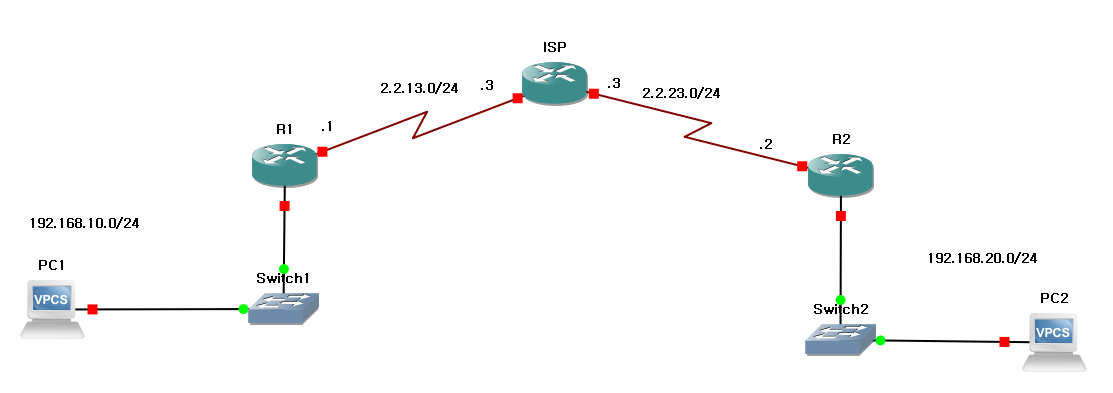 ISP
2.2.13.0/24
.3
.3
2.2.23.0/24
R1
.1
.2
R2
192.168.10.0/24
PC1
VPCS
Switch1
192.168.20.0/24
PC2
VPCS
Switch2